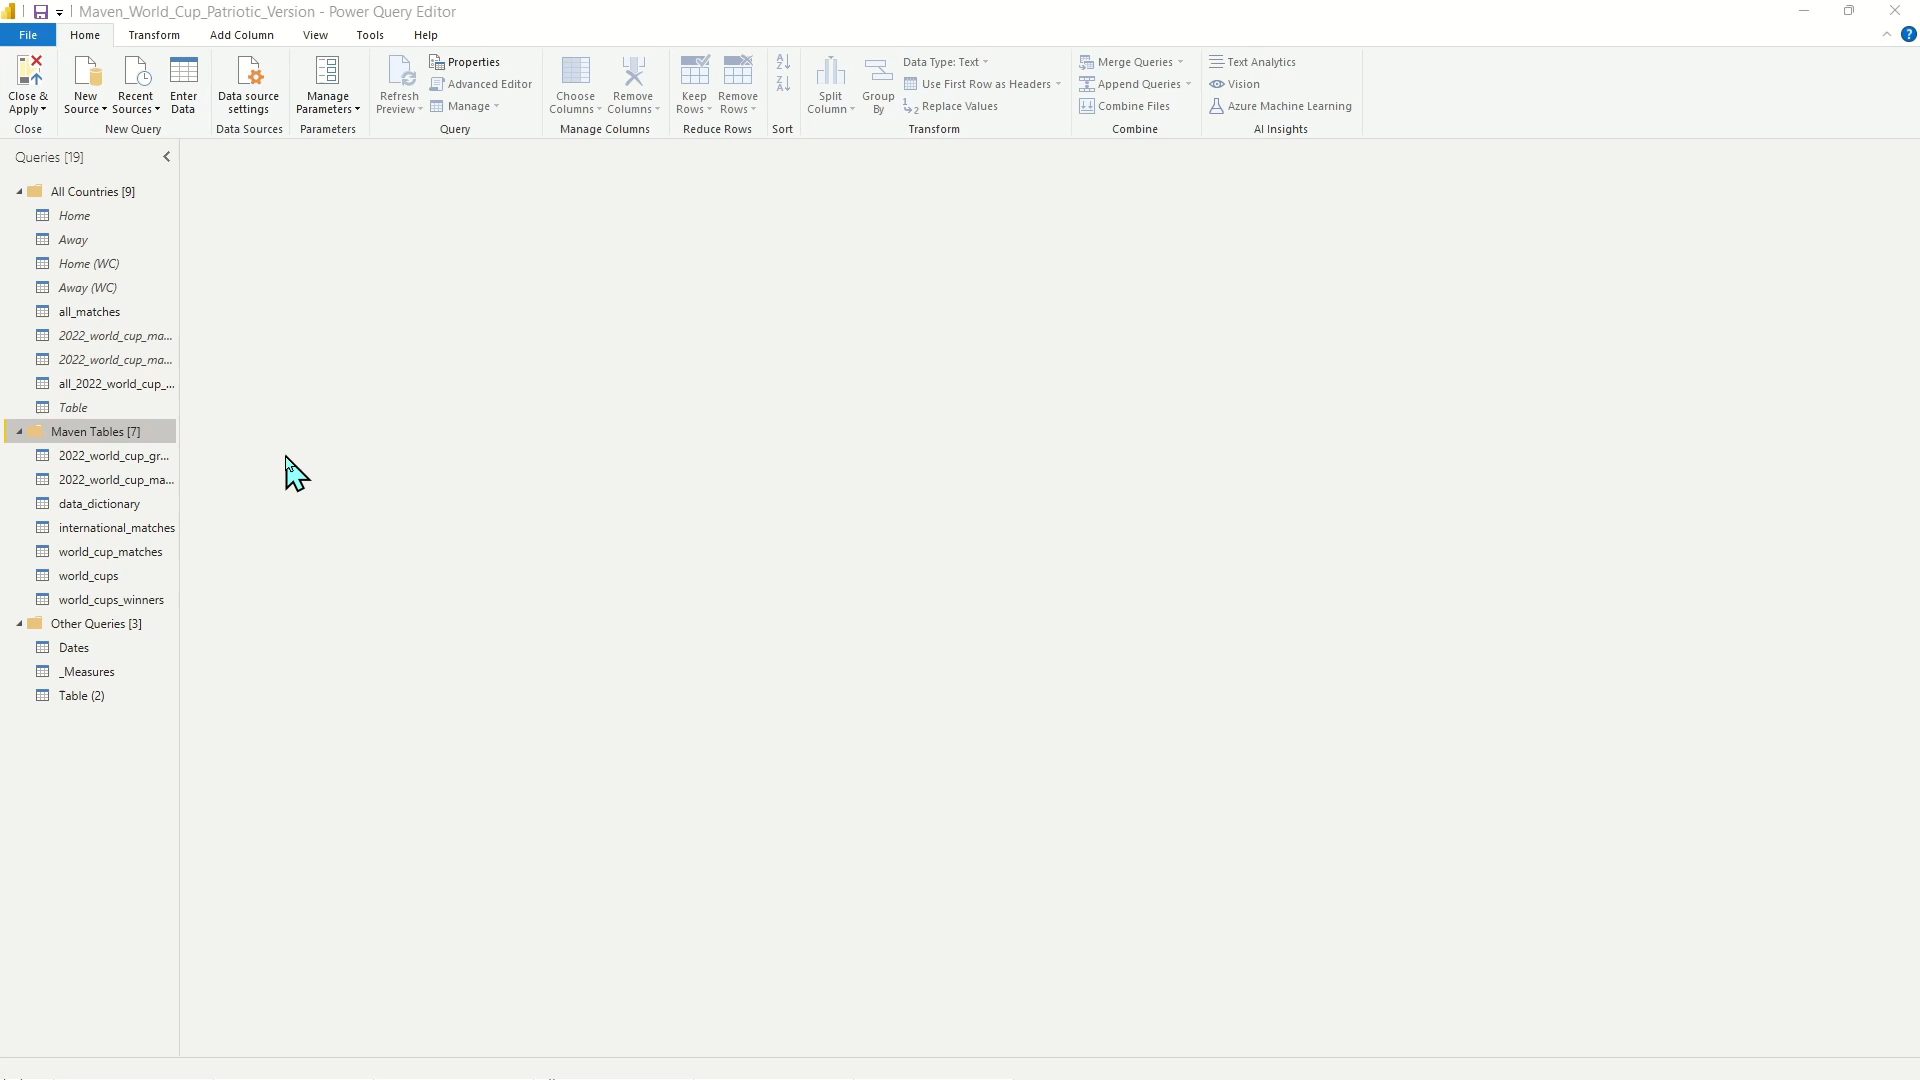 Maven_World_Cup_Patriotic_Version - Power Query Editor
File Home Transform Add Column View Tools Help
Close & Apply
New Source
Recent Sources
Enter Data
Data source settings
Manage Parameters
Refresh Preview
Properties
Advanced Editor
Manage
Choose Columns
Remove Columns
Keep Rows
Remove Rows
Split Column
Group By
Data Type: Text
Use First Row as Headers
Replace Values
Merge Queries
Append Queries
Combine Files
Text Analytics
Vision
Azure Machine Learning
Close New Query Data Sources Parameters Query Manage Columns Reduce Rows Sort Transform Combine AI Insights
Queries [19]
All Countries [9]
Home
Away
Home (WC)
Away (WC)
all_matches
2022_world_cup_ma...
2022_world_cup_ma...
all_2022_world_cup_...
Table
Maven Tables [7]
2022_world_cup_gr...
2022_world_cup_ma...
data_dictionary
international_matches
world_cup_matches
world_cups
world_cups_winners
Other Queries [3]
Dates
_Measures
Table (2)